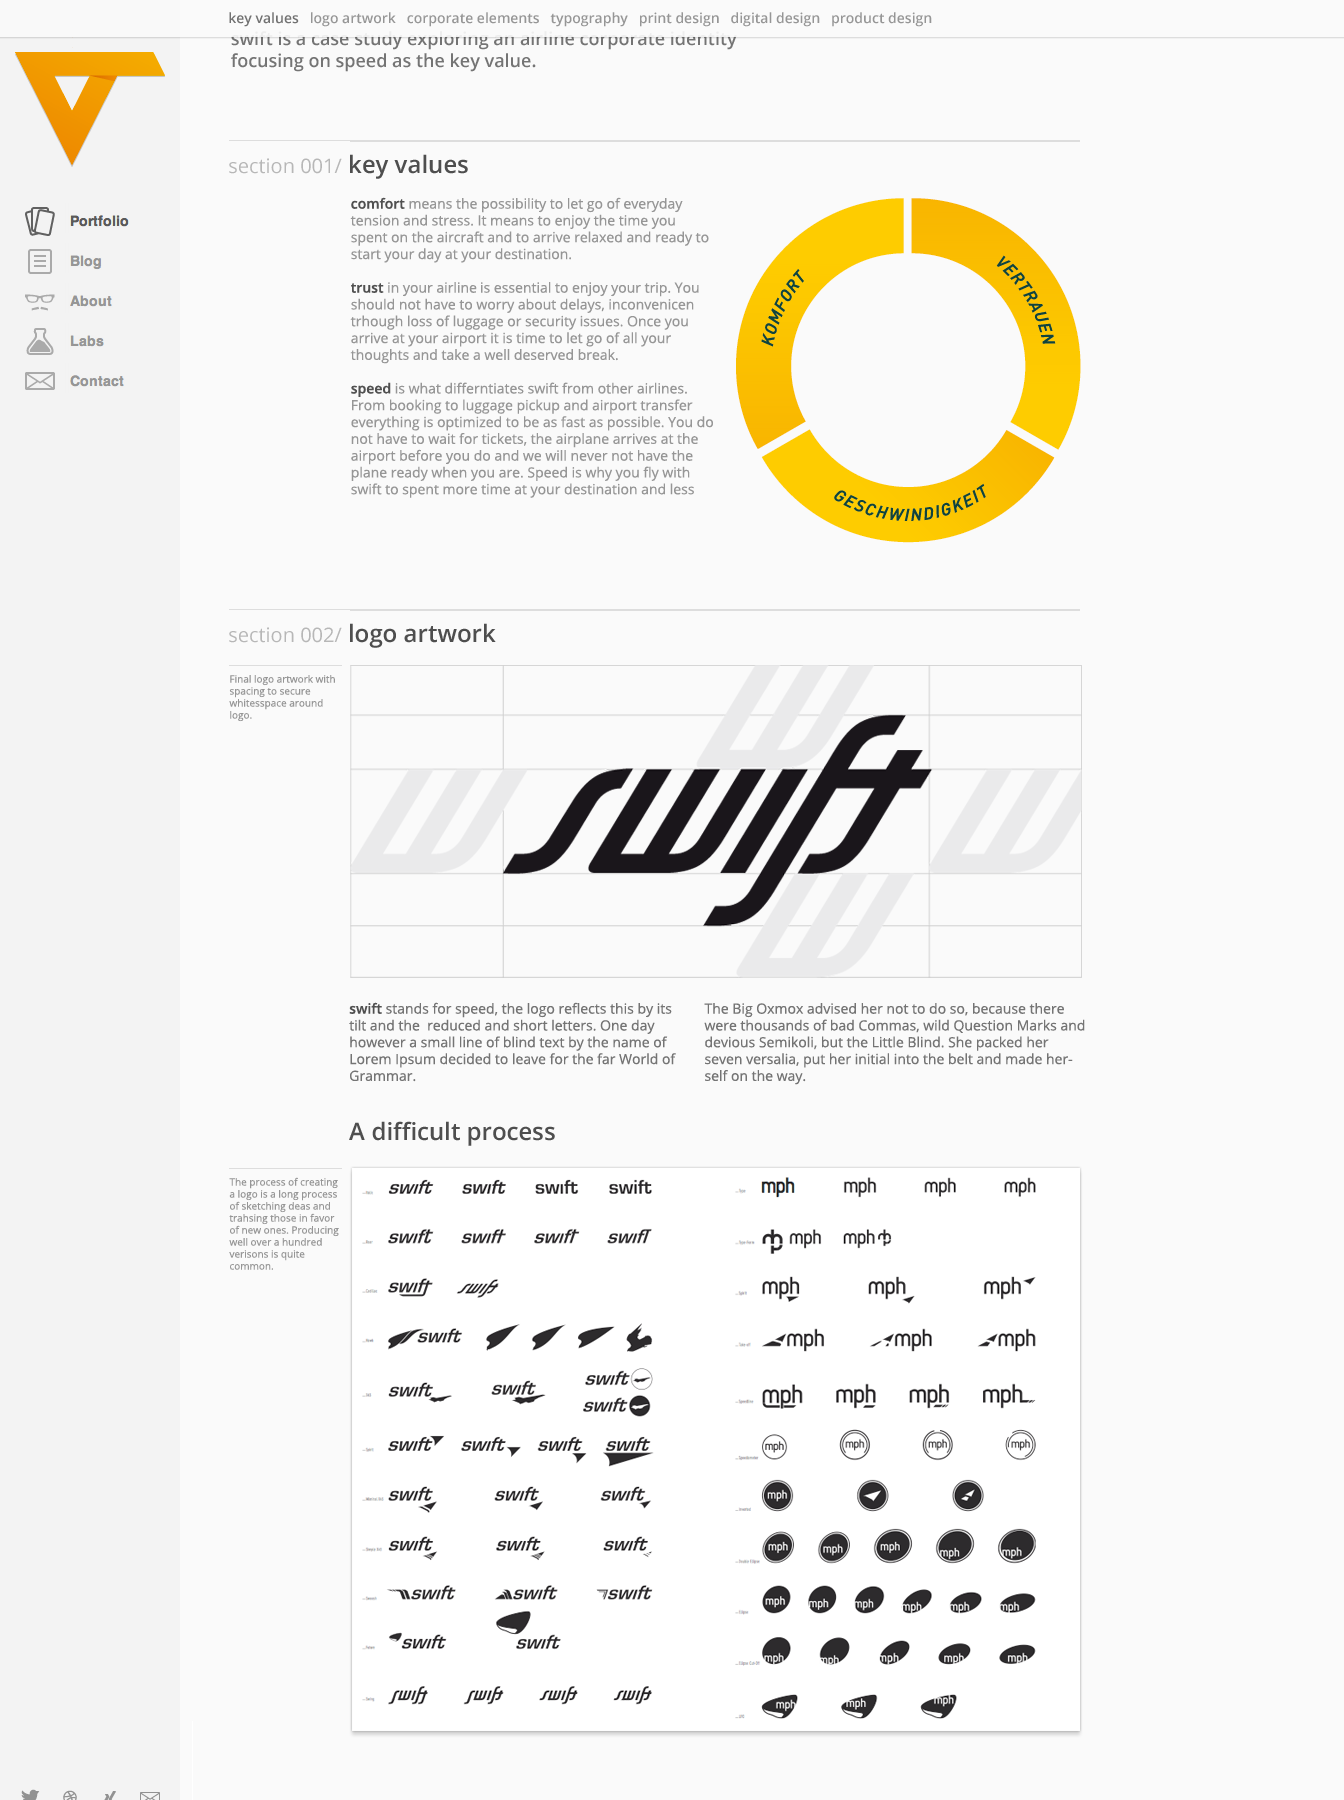 key values logo artwork corporate elements typography print design digital design product design
swift is a case study exploring an airline corporate identity
focusing on speed as the key value.
Portfolio
Blog
About
Labs
Contact
section 001/ key values
comfort means the possibility to let go of everyday
tension and stress. It means to enjoy the time you
spent on the aircraft and to arrive relaxed and ready to
start your day at your destination.
trust in your airline is essential to enjoy your trip. You
should not have to worry about delays, inconvenicen
trhough loss of luggage or security issues. Once you
arrive at your airport it is time to let go of all your
thoughts and take a well deserved break.
speed is what differntiates swift from other airlines.
From booking to luggage pickup and airport transfer
everything is optimized to be as fast as possible. You do
not have to wait for tickets, the airplane arrives at the
airport before you do and we will never not have the
plane ready when you are. Speed is why you fly with
swift to spent more time at your destination and less
KOMFORT
VERTRAUEN
GESCHWINDIGKEIT
section 002/ logo artwork
Final logo artwork with
spacing to secure
whitesspace around
logo.
w
w swift w
w
swift stands for speed, the logo reflects this by its
tilt and the reduced and short letters. One day
however a small line of blind text by the name of
Lorem Ipsum decided to leave for the far World of
Grammar.
The Big Oxmox advised her not to do so, because there
were thousands of bad Commas, wild Question Marks and
devious Semikoli, but the Little Blind. She packed her
seven versalia, put her initial into the belt and made her-
self on the way.
A difficult process
The process of creating
a logo is a long process
of sketching deas and
trahsing those in favor
of new ones. Producing
well over a hundred
verisons is quite
common.
swift swift swift swift
swift swift swift swift
swift swift
swift
swift swift swift
swift
swift swift swift swift
swift swift swift
swift swift swift
swift swift swift
swift swift
swift swift swift swift
mph mph mph mph
mph mph
mph mph mph
mph mph mph
mph mph mph mph
mph mph mph mph
mph
mph mph mph mph mph
mph mph mph mph mph mph
mph mph mph mph mph
mph mph mph